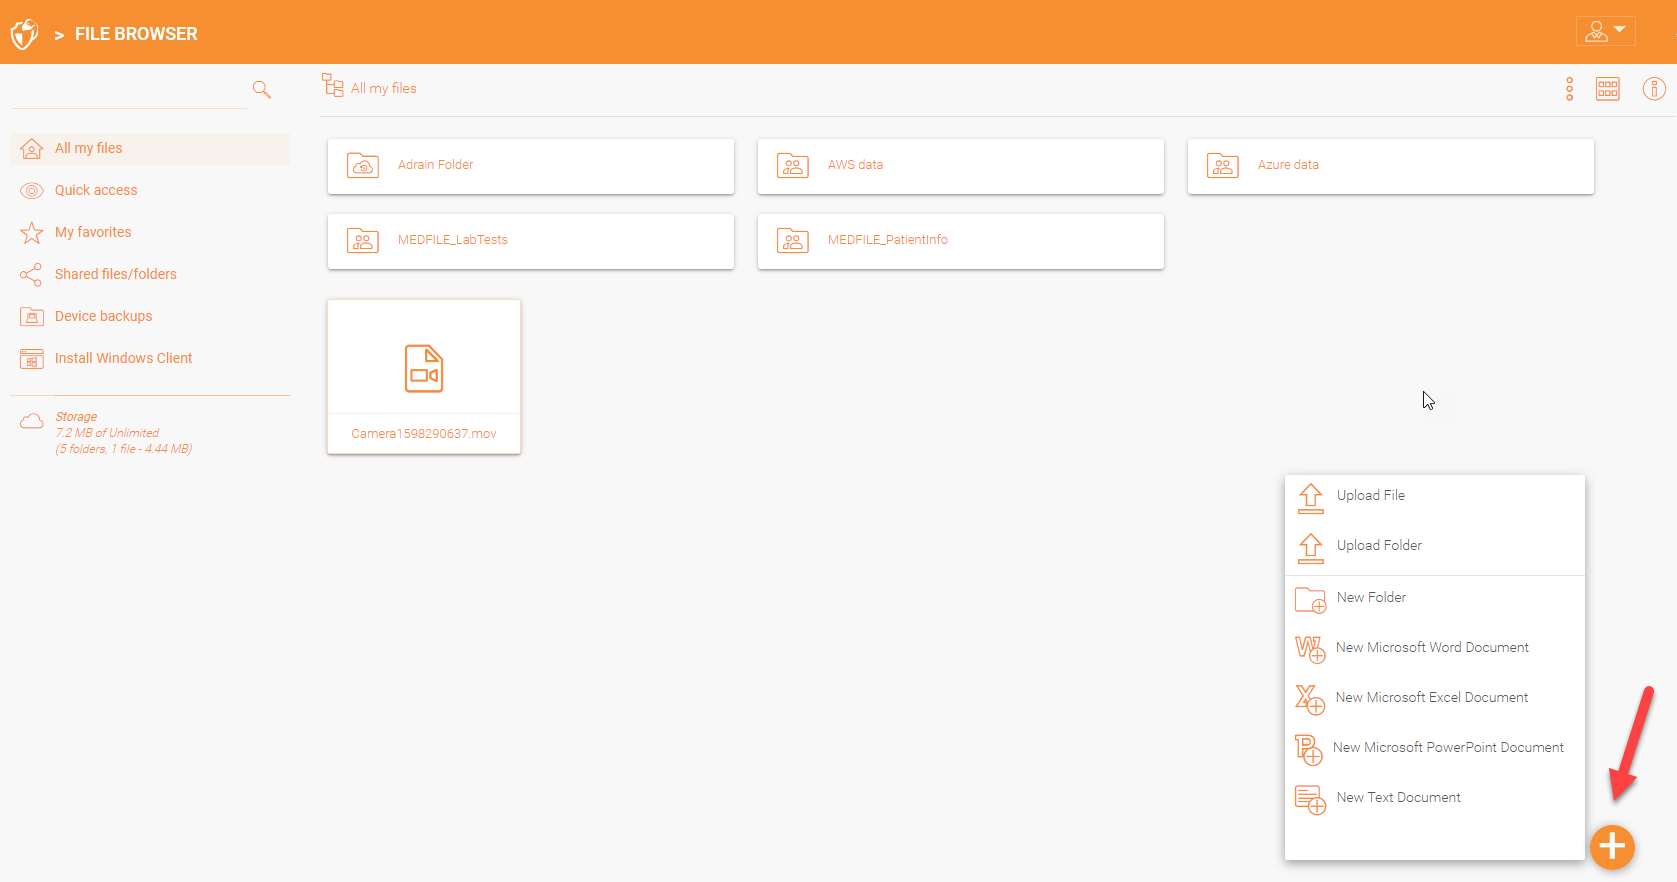 > FILE BROWSER
All my files
All my files
Quick access
My favorites
Shared files/folders
Device backups
Install Windows Client
Storage
7.2 MB of Unlimited
(5 folders, 1 file - 4.44 MB)
Adrain Folder
AWS data
Azure data
MEDFILE_LabTests
MEDFILE_PatientInfo
Camera1598290637.mov
Upload File
Upload Folder
New Folder
New Microsoft Word Document
New Microsoft Excel Document
New Microsoft PowerPoint Document
New Text Document